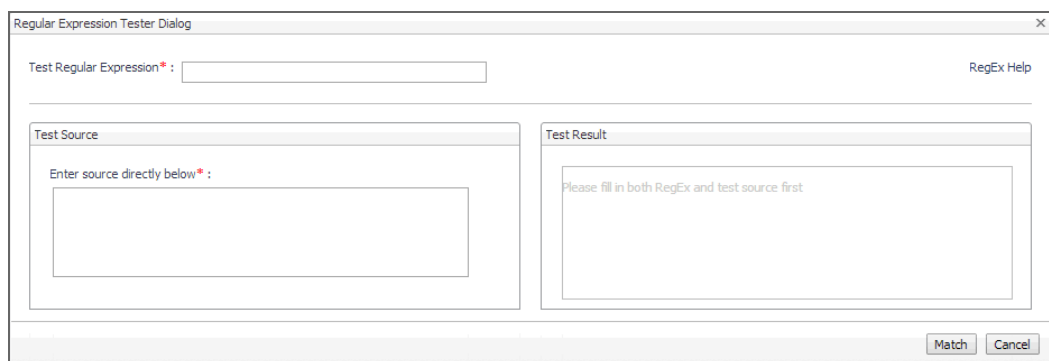 Regular Expression Tester Dialog
Test Regular Expression* :
RegEx Help
Test Source
Enter source directly below* :
Test Result
Please fill in both RegEx and test source first
Match
Cancel